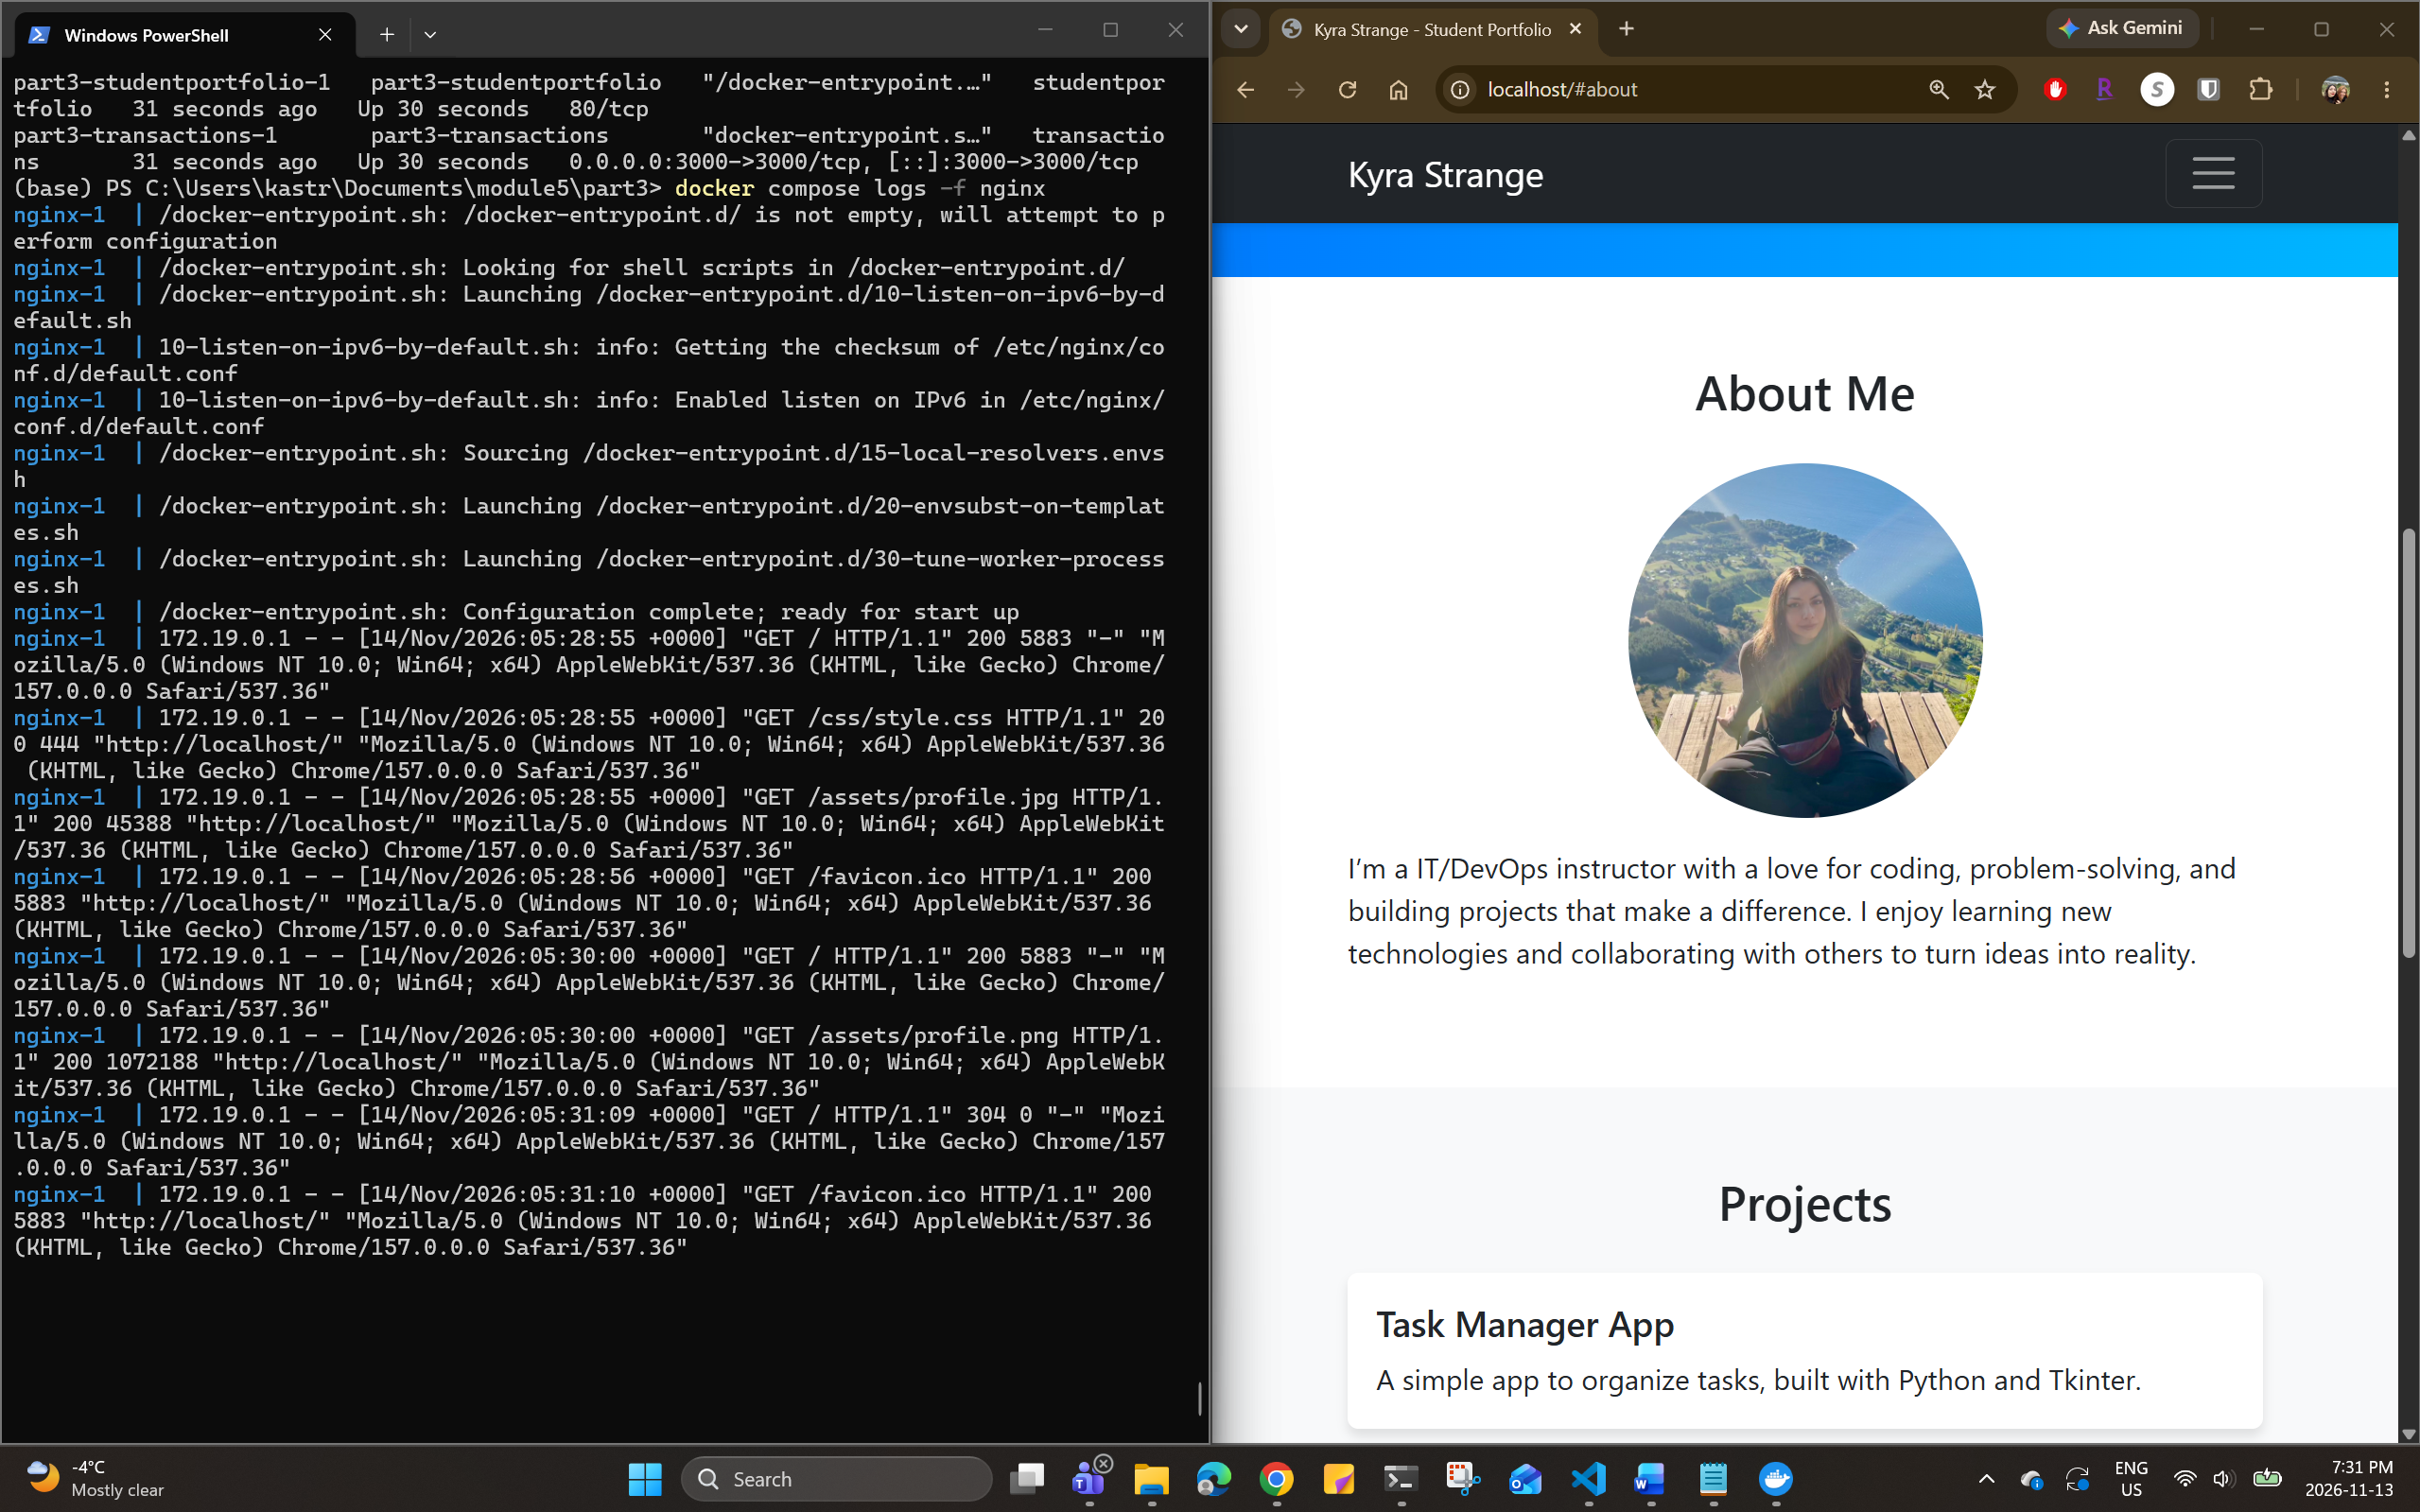 Windows PowerShell
part3-studentportfolio-1   part3-studentportfolio   "/docker-entrypoint.…"   studentpor
tfolio   31 seconds ago   Up 30 seconds   80/tcp
part3-transactions-1       part3-transactions       "docker-entrypoint.s…"   transactio
ns       31 seconds ago   Up 30 seconds   0.0.0.0:3000->3000/tcp, [::]:3000->3000/tcp
(base) PS C:\Users\kastr\Documents\module5\part3> docker compose logs -f nginx
nginx-1  | /docker-entrypoint.sh: /docker-entrypoint.d/ is not empty, will attempt to p
erform configuration
nginx-1  | /docker-entrypoint.sh: Looking for shell scripts in /docker-entrypoint.d/
nginx-1  | /docker-entrypoint.sh: Launching /docker-entrypoint.d/10-listen-on-ipv6-by-d
efault.sh
nginx-1  | 10-listen-on-ipv6-by-default.sh: info: Getting the checksum of /etc/nginx/co
nf.d/default.conf
nginx-1  | 10-listen-on-ipv6-by-default.sh: info: Enabled listen on IPv6 in /etc/nginx/
conf.d/default.conf
nginx-1  | /docker-entrypoint.sh: Sourcing /docker-entrypoint.d/15-local-resolvers.envs
h
nginx-1  | /docker-entrypoint.sh: Launching /docker-entrypoint.d/20-envsubst-on-templat
es.sh
nginx-1  | /docker-entrypoint.sh: Launching /docker-entrypoint.d/30-tune-worker-process
es.sh
nginx-1  | /docker-entrypoint.sh: Configuration complete; ready for start up
nginx-1  | 172.19.0.1 - - [14/Nov/2026:05:28:55 +0000] "GET / HTTP/1.1" 200 5883 "-" "M
ozilla/5.0 (Windows NT 10.0; Win64; x64) AppleWebKit/537.36 (KHTML, like Gecko) Chrome/
157.0.0.0 Safari/537.36"
nginx-1  | 172.19.0.1 - - [14/Nov/2026:05:28:55 +0000] "GET /css/style.css HTTP/1.1" 20
0 444 "http://localhost/" "Mozilla/5.0 (Windows NT 10.0; Win64; x64) AppleWebKit/537.36
 (KHTML, like Gecko) Chrome/157.0.0.0 Safari/537.36"
nginx-1  | 172.19.0.1 - - [14/Nov/2026:05:28:55 +0000] "GET /assets/profile.jpg HTTP/1.
1" 200 45388 "http://localhost/" "Mozilla/5.0 (Windows NT 10.0; Win64; x64) AppleWebKit
/537.36 (KHTML, like Gecko) Chrome/157.0.0.0 Safari/537.36"
nginx-1  | 172.19.0.1 - - [14/Nov/2026:05:28:56 +0000] "GET /favicon.ico HTTP/1.1" 200
5883 "http://localhost/" "Mozilla/5.0 (Windows NT 10.0; Win64; x64) AppleWebKit/537.36
(KHTML, like Gecko) Chrome/157.0.0.0 Safari/537.36"
nginx-1  | 172.19.0.1 - - [14/Nov/2026:05:30:00 +0000] "GET / HTTP/1.1" 200 5883 "-" "M
ozilla/5.0 (Windows NT 10.0; Win64; x64) AppleWebKit/537.36 (KHTML, like Gecko) Chrome/
157.0.0.0 Safari/537.36"
nginx-1  | 172.19.0.1 - - [14/Nov/2026:05:30:00 +0000] "GET /assets/profile.png HTTP/1.
1" 200 1072188 "http://localhost/" "Mozilla/5.0 (Windows NT 10.0; Win64; x64) AppleWebK
it/537.36 (KHTML, like Gecko) Chrome/157.0.0.0 Safari/537.36"
nginx-1  | 172.19.0.1 - - [14/Nov/2026:05:31:09 +0000] "GET / HTTP/1.1" 304 0 "-" "Mozi
lla/5.0 (Windows NT 10.0; Win64; x64) AppleWebKit/537.36 (KHTML, like Gecko) Chrome/157
.0.0.0 Safari/537.36"
nginx-1  | 172.19.0.1 - - [14/Nov/2026:05:31:10 +0000] "GET /favicon.ico HTTP/1.1" 200
5883 "http://localhost/" "Mozilla/5.0 (Windows NT 10.0; Win64; x64) AppleWebKit/537.36
(KHTML, like Gecko) Chrome/157.0.0.0 Safari/537.36"
Kyra Strange - Student Portfolio
Ask Gemini
localhost/#about
Kyra Strange
About Me
I'm a IT/DevOps instructor with a love for coding, problem-solving, and
building projects that make a difference. I enjoy learning new
technologies and collaborating with others to turn ideas into reality.
Projects
Task Manager App
A simple app to organize tasks, built with Python and Tkinter.
-4°C
Mostly clear
Search
ENG
US
7:31 PM
2026-11-13